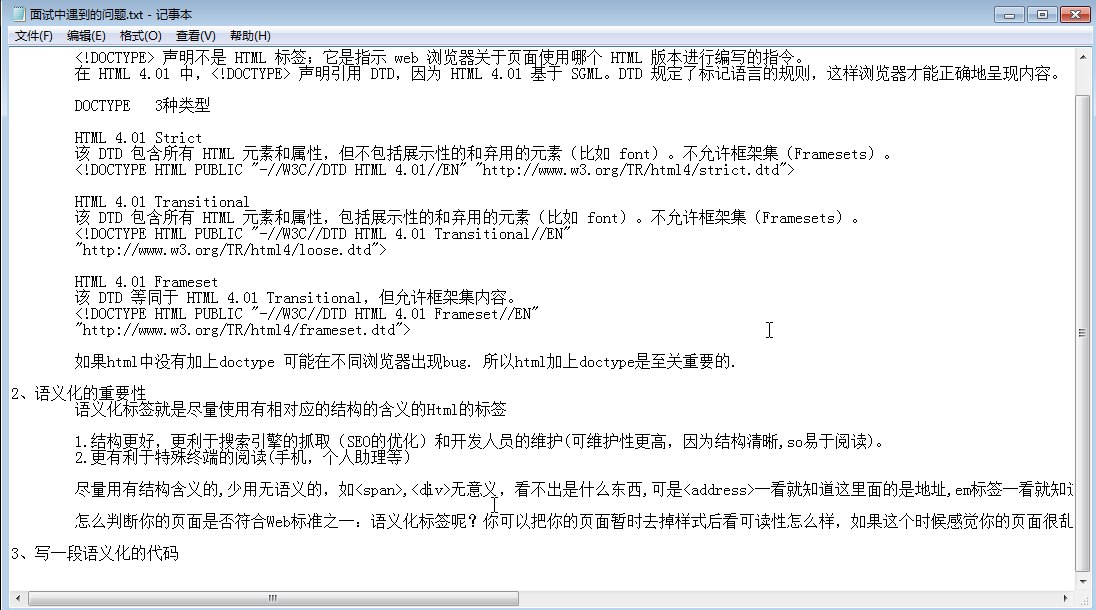 面试中遇到的问题.txt - 记事本
文件(F) 编辑(E) 格式(O) 查看(V) 帮助(H)
<!DOCTYPE> 声明不是 HTML 标签；它是指示 web 浏览器关于页面使用哪个 HTML 版本进行编写的指令。
在 HTML 4.01 中，<!DOCTYPE> 声明引用 DTD，因为 HTML 4.01 基于 SGML。DTD 规定了标记语言的规则，这样浏览器才能正确地呈现内容。
DOCTYPE   3种类型
HTML 4.01 Strict
该 DTD 包含所有 HTML 元素和属性，但不包括展示性的和弃用的元素（比如 font）。不允许框架集（Framesets）。
<!DOCTYPE HTML PUBLIC "-//W3C//DTD HTML 4.01//EN" "http://www.w3.org/TR/html4/strict.dtd">
HTML 4.01 Transitional
该 DTD 包含所有 HTML 元素和属性，包括展示性的和弃用的元素（比如 font）。不允许框架集（Framesets）。
<!DOCTYPE HTML PUBLIC "-//W3C//DTD HTML 4.01 Transitional//EN"
"http://www.w3.org/TR/html4/loose.dtd">
HTML 4.01 Frameset
该 DTD 等同于 HTML 4.01 Transitional，但允许框架集内容。
<!DOCTYPE HTML PUBLIC "-//W3C//DTD HTML 4.01 Frameset//EN"
"http://www.w3.org/TR/html4/frameset.dtd">
如果html中没有加上doctype 可能在不同浏览器出现bug. 所以html加上doctype是至关重要的.
2、语义化的重要性
语义化标签就是尽量使用有相对应的结构的含义的Html的标签
1.结构更好，更利于搜索引擎的抓取（SEO的优化）和开发人员的维护(可维护性更高，因为结构清晰,so易于阅读)。
2.更有利于特殊终端的阅读(手机，个人助理等)
尽量用有结构含义的,少用无语义的，如<span>,<div>无意义，看不出是什么东西,可是<address>一看就知道这里面的是地址,em标签一看就知道
怎么判断你的页面是否符合Web标准之一：语义化标签呢？你可以把你的页面暂时去掉样式后看可读性怎么样，如果这个时候感觉你的页面很乱
3、写一段语义化的代码